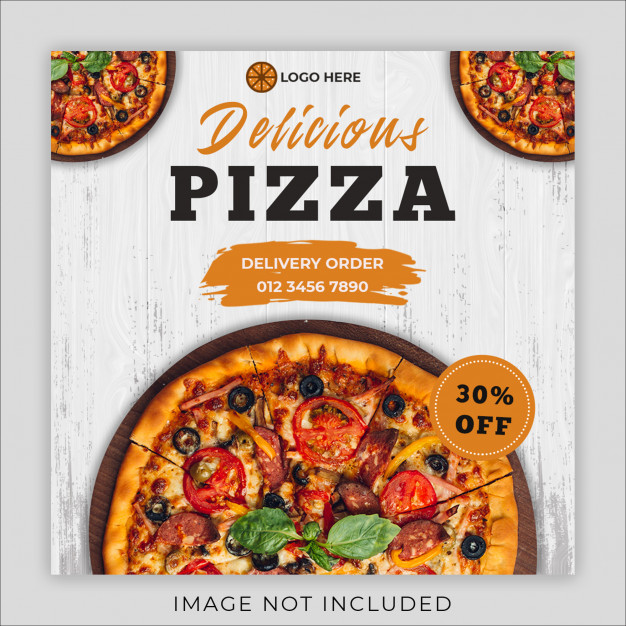 LOGO HERE
Delicious
PIZZA
DELIVERY ORDER
012 3456 7890
30%
OFF
IMAGE NOT INCLUDED